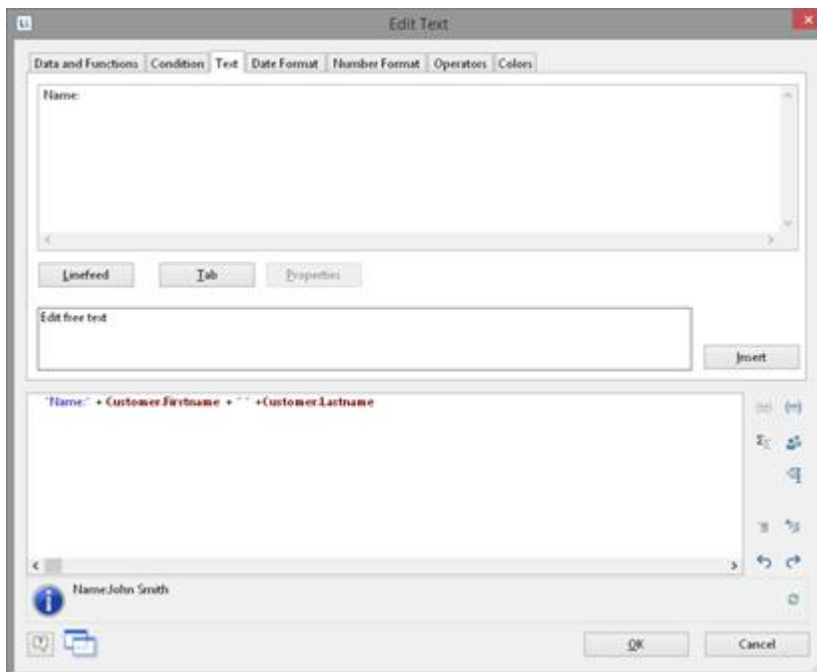 Edit Text
Data and Functions Condition Text Date Format Number Format Operators Colors
Name:
Linefeed Tab Properties
Edit free text
Insert
"Name:" + Customer.Firstname + " " +Customer.Lastname
Name:John Smith
OK Cancel